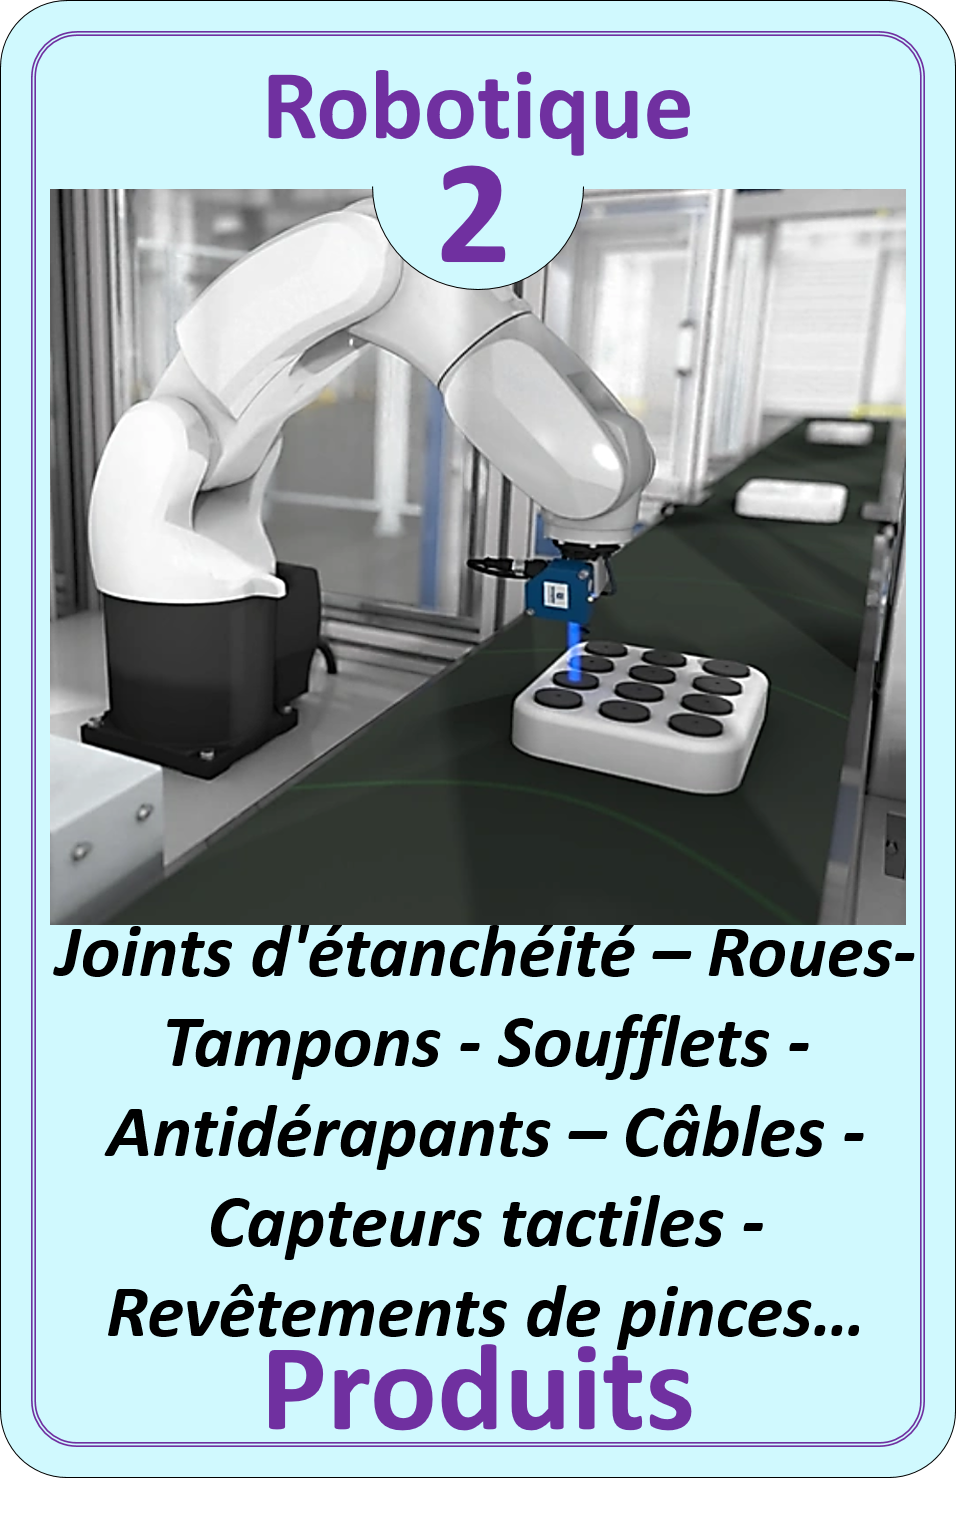 Robotique
2
Joints d'étanchéité – Roues-
Tampons - Soufflets -
Antidérapants – Câbles -
Capteurs tactiles -
Revêtements de pinces...
Produits